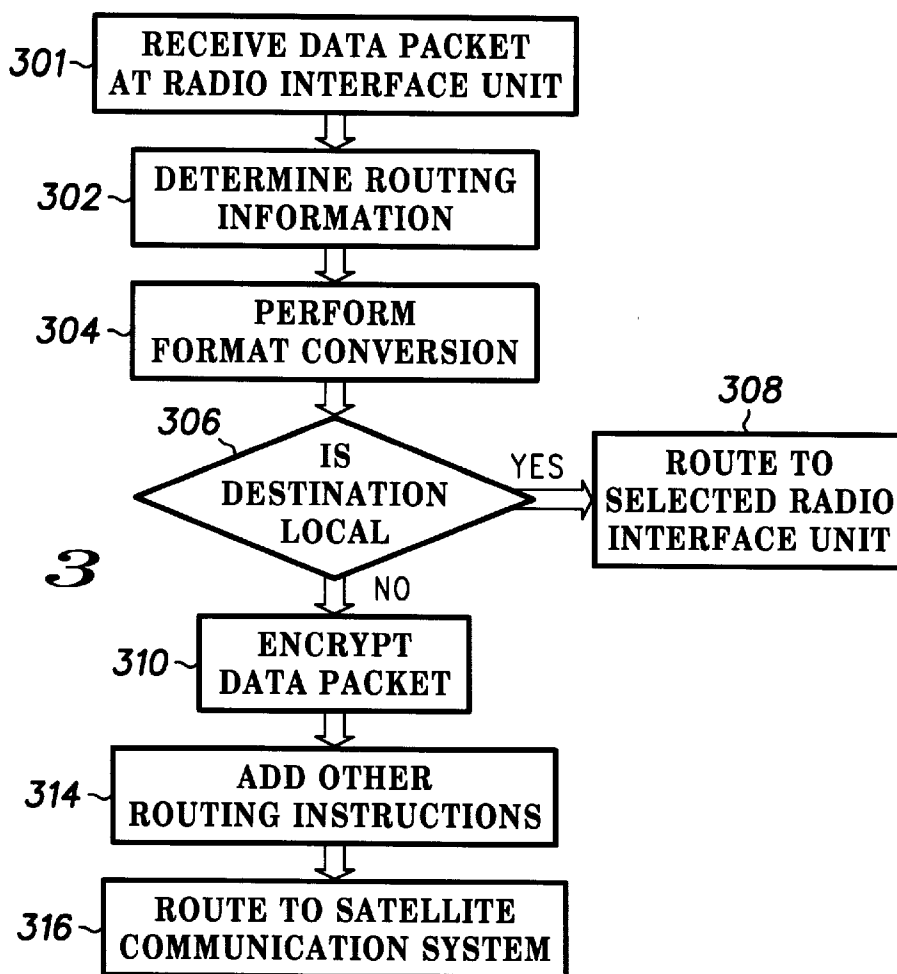 301
RECEIVE DATA PACKET
AT RADIO INTERFACE UNIT
302
DETERMINE ROUTING
INFORMATION
304
PERFORM
FORMAT CONVERSION
306
IS
DESTINATION
LOCAL
YES
308
ROUTE TO
SELECTED RADIO
INTERFACE UNIT
3
NO
310
ENCRYPT
DATA PACKET
314
ADD OTHER
ROUTING INSTRUCTIONS
316
ROUTE TO SATELLITE
COMMUNICATION SYSTEM